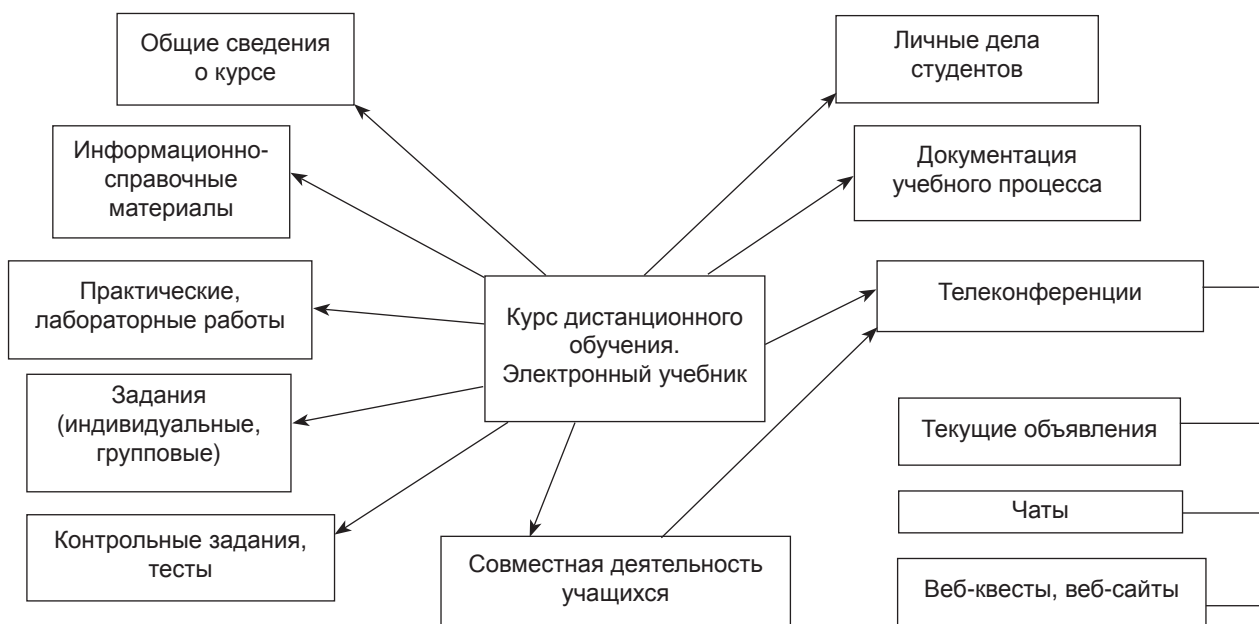 Общие сведения
о курсе
Личные дела
студентов
Информационно-
справочные
материалы
Документация
учебного процесса
Практические,
лабораторные работы
Курс дистанционного
обучения.
Электронный учебник
Телеконференции
Задания
(индивидуальные,
групповые)
Текущие объявления
Чаты
Контрольные задания,
тесты
Совместная деятельность
учащихся
Веб-квесты, веб-сайты